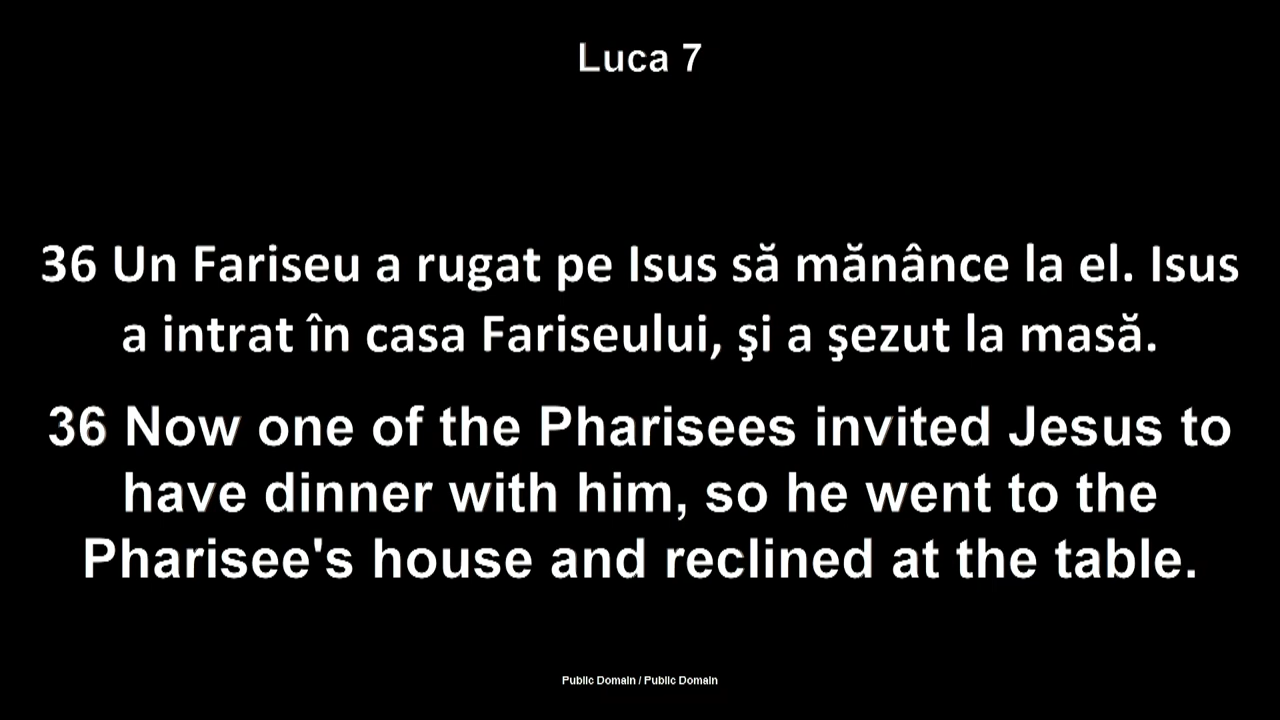 Luca 7
36 Un Fariseu a rugat pe Isus să mănânce la el. Isus
a intrat în casa Fariseului, şi a şezut la masă.
36 Now one of the Pharisees invited Jesus to
have dinner with him, so he went to the
Pharisee's house and reclined at the table.
Public Domain / Public Domain